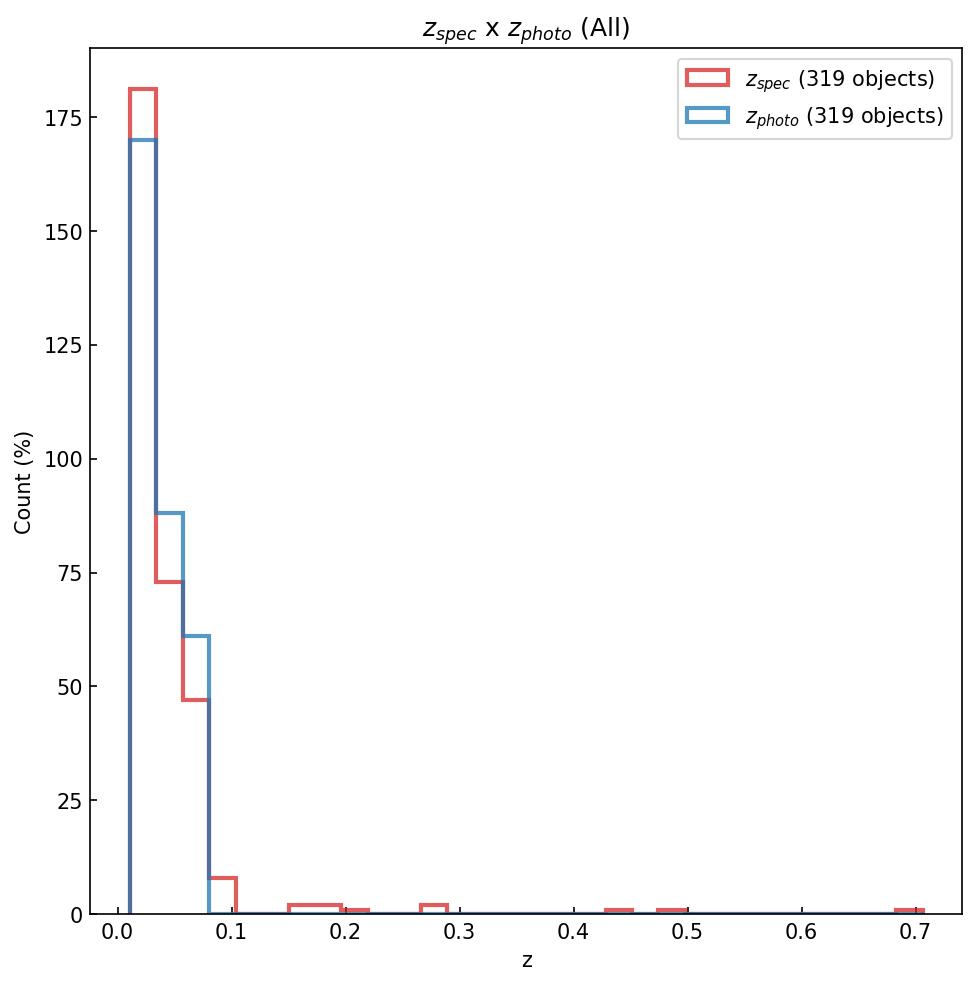 z_spec x z_photo (All)
z_spec (319 objects)
z_photo (319 objects)
Count (%)
175
150
125
100
75
50
25
0
0.0 0.1 0.2 0.3 0.4 0.5 0.6 0.7
z